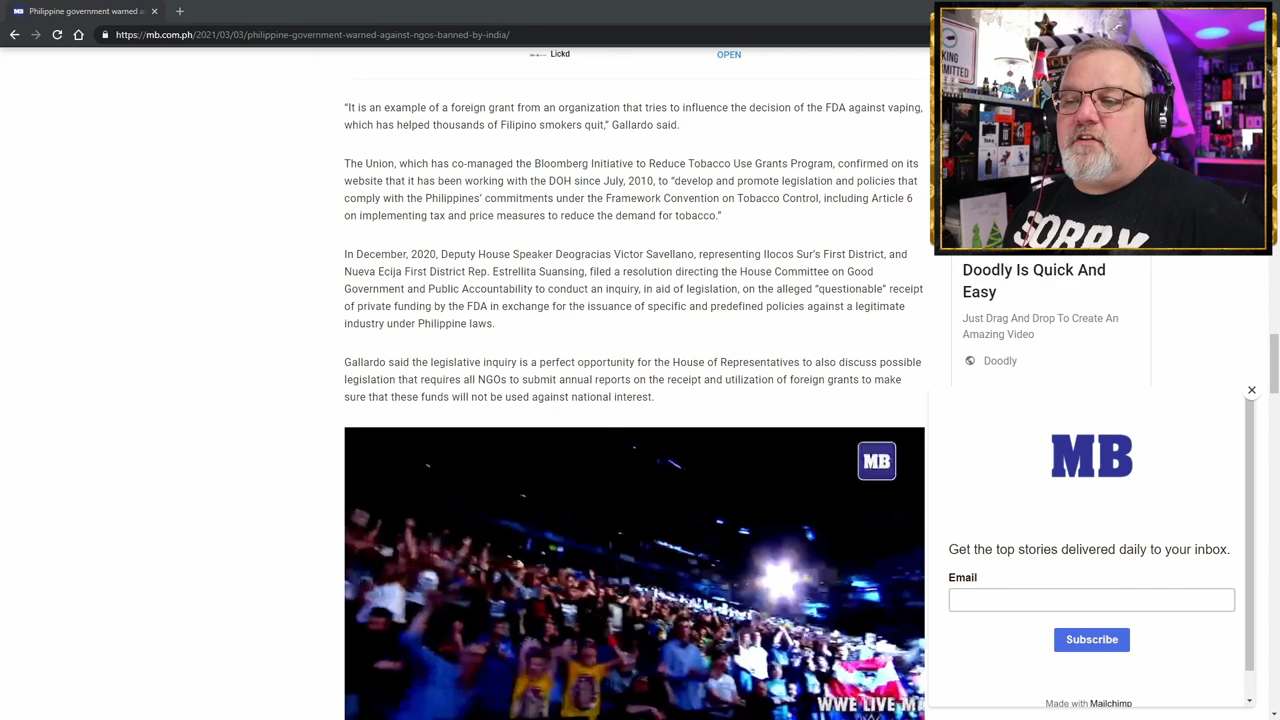 MB Philippine government warned a
https://mb.com.ph/2021/03/01/philippine-government-warned-against-ngos-banned-by-india/
Lickd
OPEN
“It is an example of a foreign grant from an organization that tries to influence the decision of the FDA against vaping,
which has helped thousands of Filipino smokers quit,” Gallardo said.
The Union, which has co-managed the Bloomberg Initiative to Reduce Tobacco Use Grants Program, confirmed on its
website that it has been working with the DOH since July, 2010, to “develop and promote legislation and policies that
comply with the Philippines’ commitments under the Framework Convention on Tobacco Control, including Article 6
on implementing tax and price measures to reduce the demand for tobacco.”
In December, 2020, Deputy House Speaker Deogracias Victor Savellano, representing Ilocos Sur’s First District, and
Nueva Ecija First District Rep. Estrellita Suansing, filed a resolution directing the House Committee on Good
Government and Public Accountability to conduct an inquiry, in aid of legislation, on the alleged “questionable” receipt
of private funding by the FDA in exchange for the issuance of specific and predefined policies against a legitimate
industry under Philippine laws.
Gallardo said the legislative inquiry is a perfect opportunity for the House of Representatives to also discuss possible
legislation that requires all NGOs to submit annual reports on the receipt and utilization of foreign grants to make
sure that these funds will not be used against national interest.
MB
WWE LIVE
SORRY
Doodly Is Quick And
Easy
Just Drag And Drop To Create An
Amazing Video
Doodly
MB
Get the top stories delivered daily to your inbox.
Email
Subscribe
Made with Mailchimp